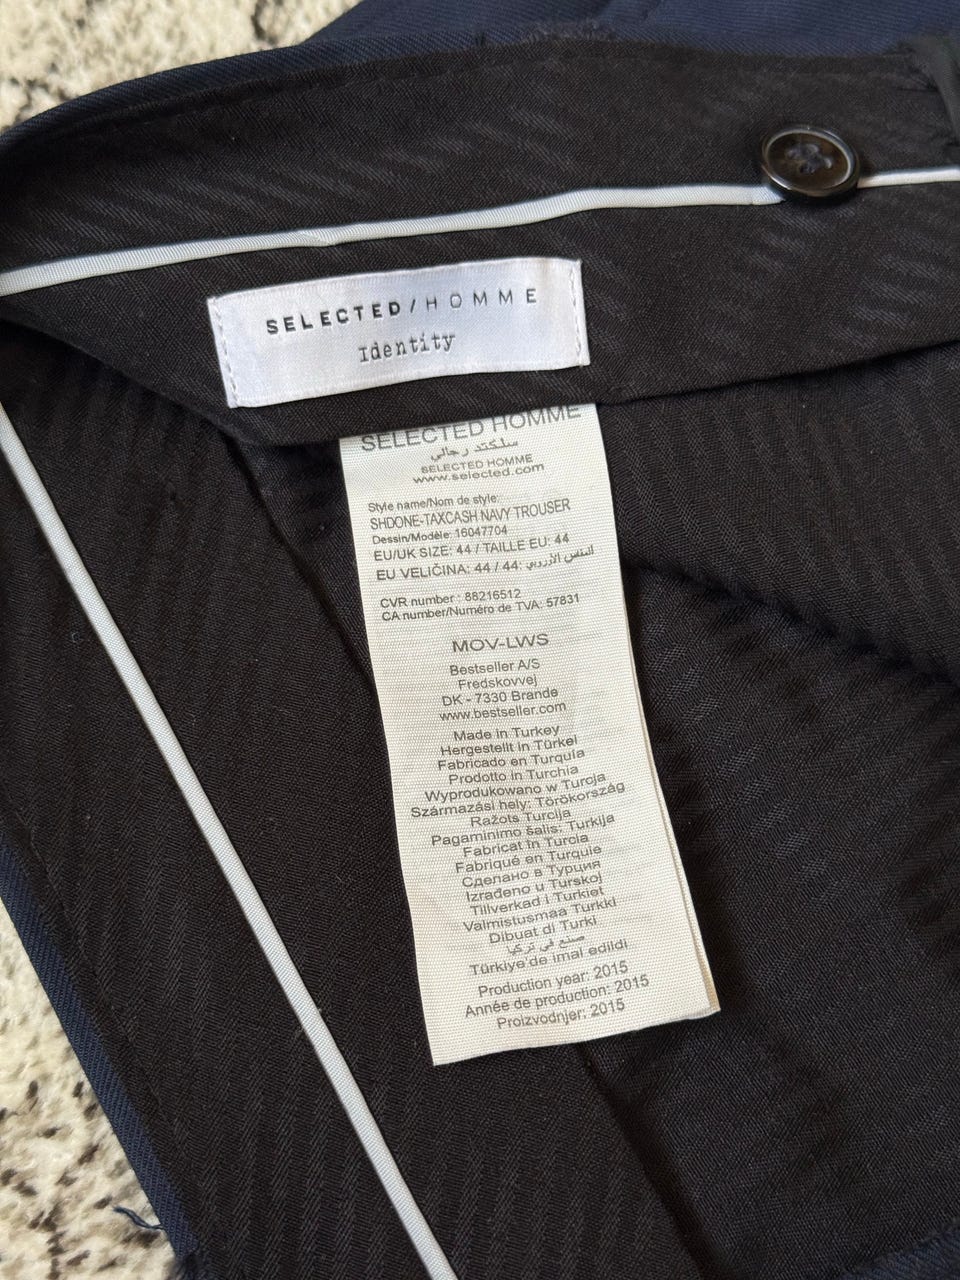 SELECTED / HOMME
Identity
SELECTED HOMME
سلكتد رجالي
SELECTED HOMME
www.selected.com
Style name/Nom de style:
SHDONE-TAXCASH NAVY TROUSER
Dessin/Modèle: 16047704
EU/UK SIZE: 44 / TAILLE EU: 44
EU VELIČINA: 44 / 44: المقاس الأوروبي
CVR number : 88216512
CA number/Numéro de TVA: 57831
MOV-LWS
Bestseller A/S
Fredskovvej
DK - 7330 Brande
www.bestseller.com
Made in Turkey
Hergestellt in Türkei
Fabricado en Turquía
Prodotto in Turchia
Wyprodukowano w Turcja
Származási hely: Törökország
Ražots Turcija
Pagaminimo šalis: Turkija
Fabricat în Turcia
Fabriqué en Turquie
Сделано в Турция
Izrađeno u Turskoj
Tillverkad i Turkiet
Valmistusmaa Turkki
Dibuat di Turki
صنع في تركيا
Türkiye'de imal edildi
Production year: 2015
Année de production: 2015
Proizvodnjer: 2015